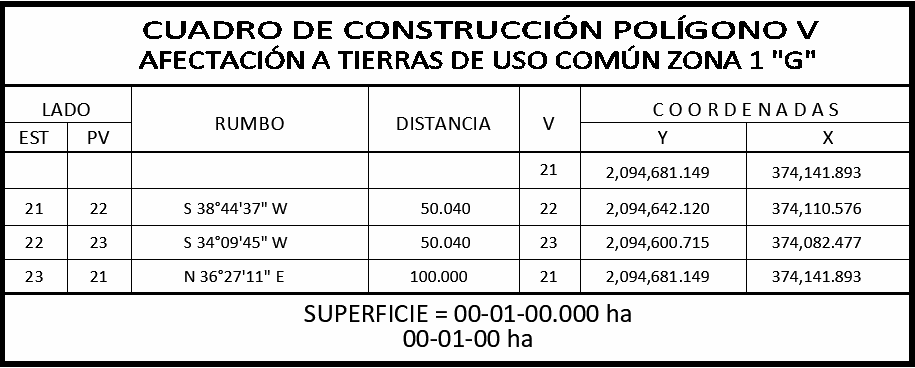 CUADRO DE CONSTRUCCIÓN POLÍGONO V
AFECTACIÓN A TIERRAS DE USO COMÚN ZONA 1 "G"
LADO RUMBO DISTANCIA V C O O R D E N A D A S
EST PV Y X
21 2,094,681.149 374,141.893
21 22 S 38°44'37" W 50.040 22 2,094,642.120 374,110.576
22 23 S 34°09'45" W 50.040 23 2,094,600.715 374,082.477
23 21 N 36°27'11" E 100.000 21 2,094,681.149 374,141.893
SUPERFICIE = 00-01-00.000 ha
00-01-00 ha